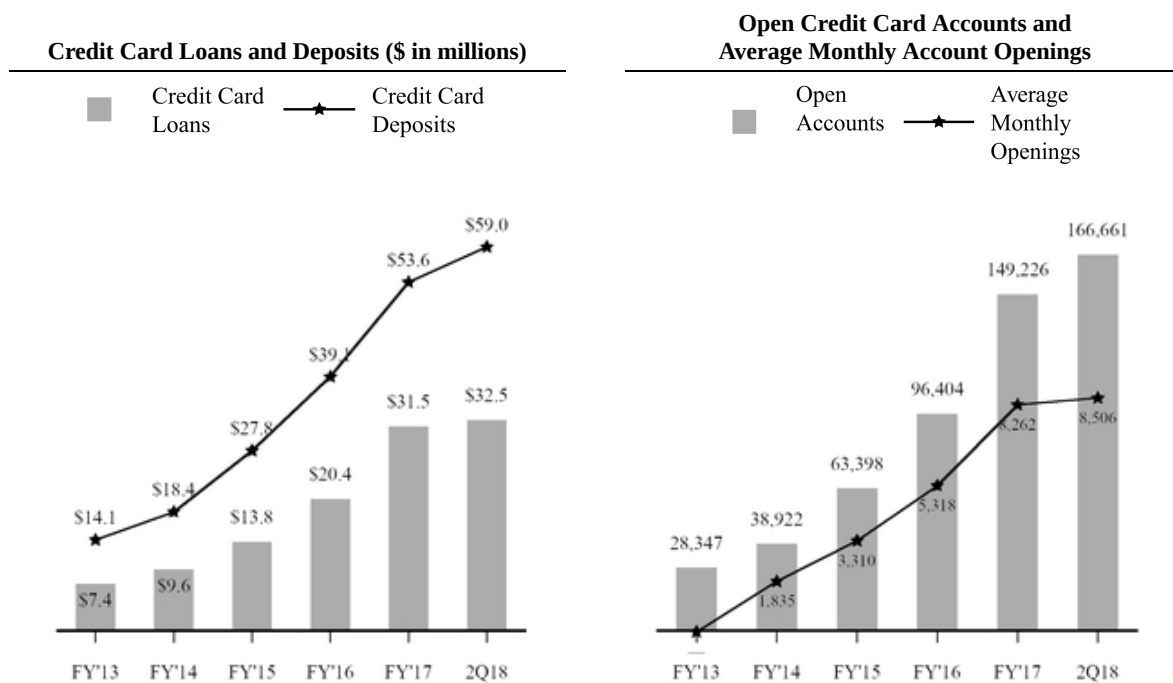 Credit Card Loans and Deposits ($ in millions)
Credit Card
Loans
Credit Card
Deposits
$59.0
$53.6
$39.1
$27.8
$18.4
$14.1
$32.5
$31.5
$20.4
$13.8
$9.6
$7.4
FY'13 FY'14 FY'15 FY'16 FY'17 2Q18
Open Credit Card Accounts and
Average Monthly Account Openings
Open
Accounts
Average
Monthly
Openings
166,661
149,226
96,404
63,398
38,922
28,347
8,506
8,262
5,318
3,310
1,835
—
FY'13 FY'14 FY'15 FY'16 FY'17 2Q18